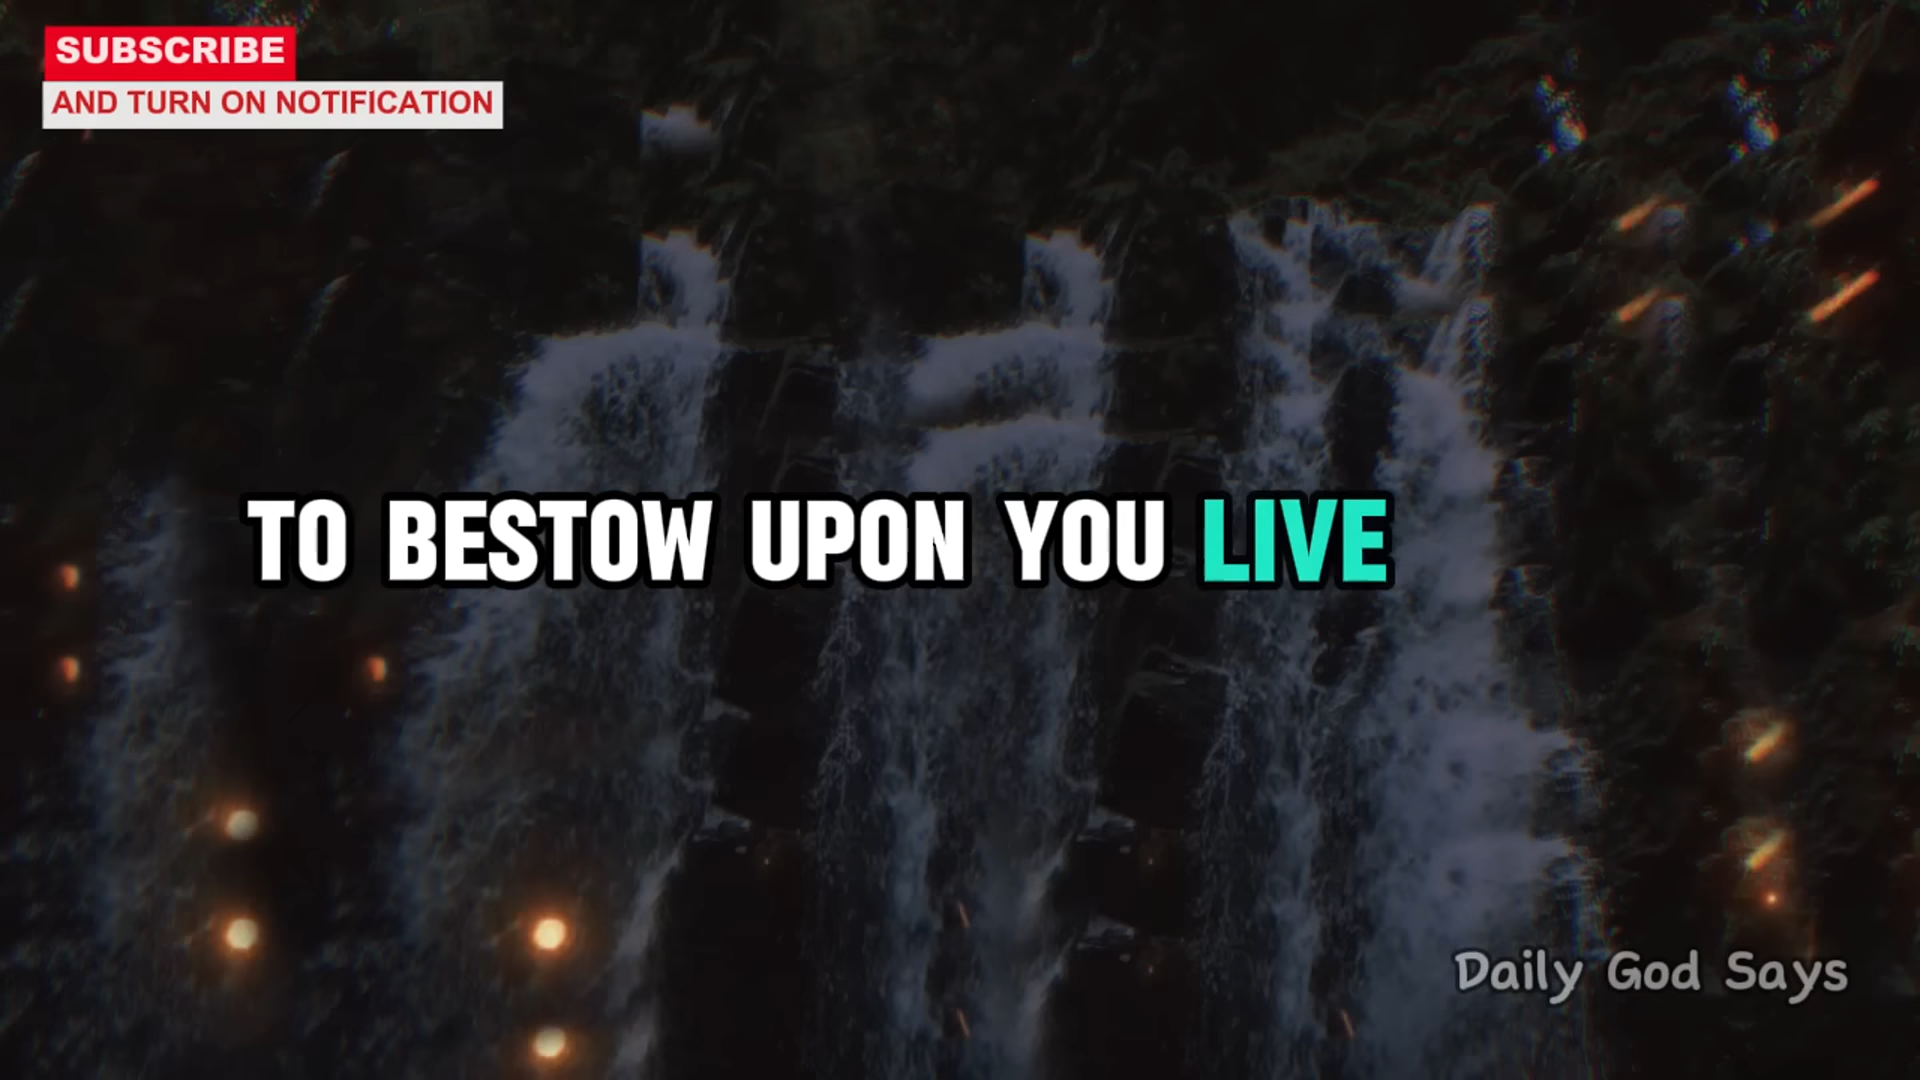 SUBSCRIBE
AND TURN ON NOTIFICATION
TO BESTOW UPON YOU LIVE
Daily God Says